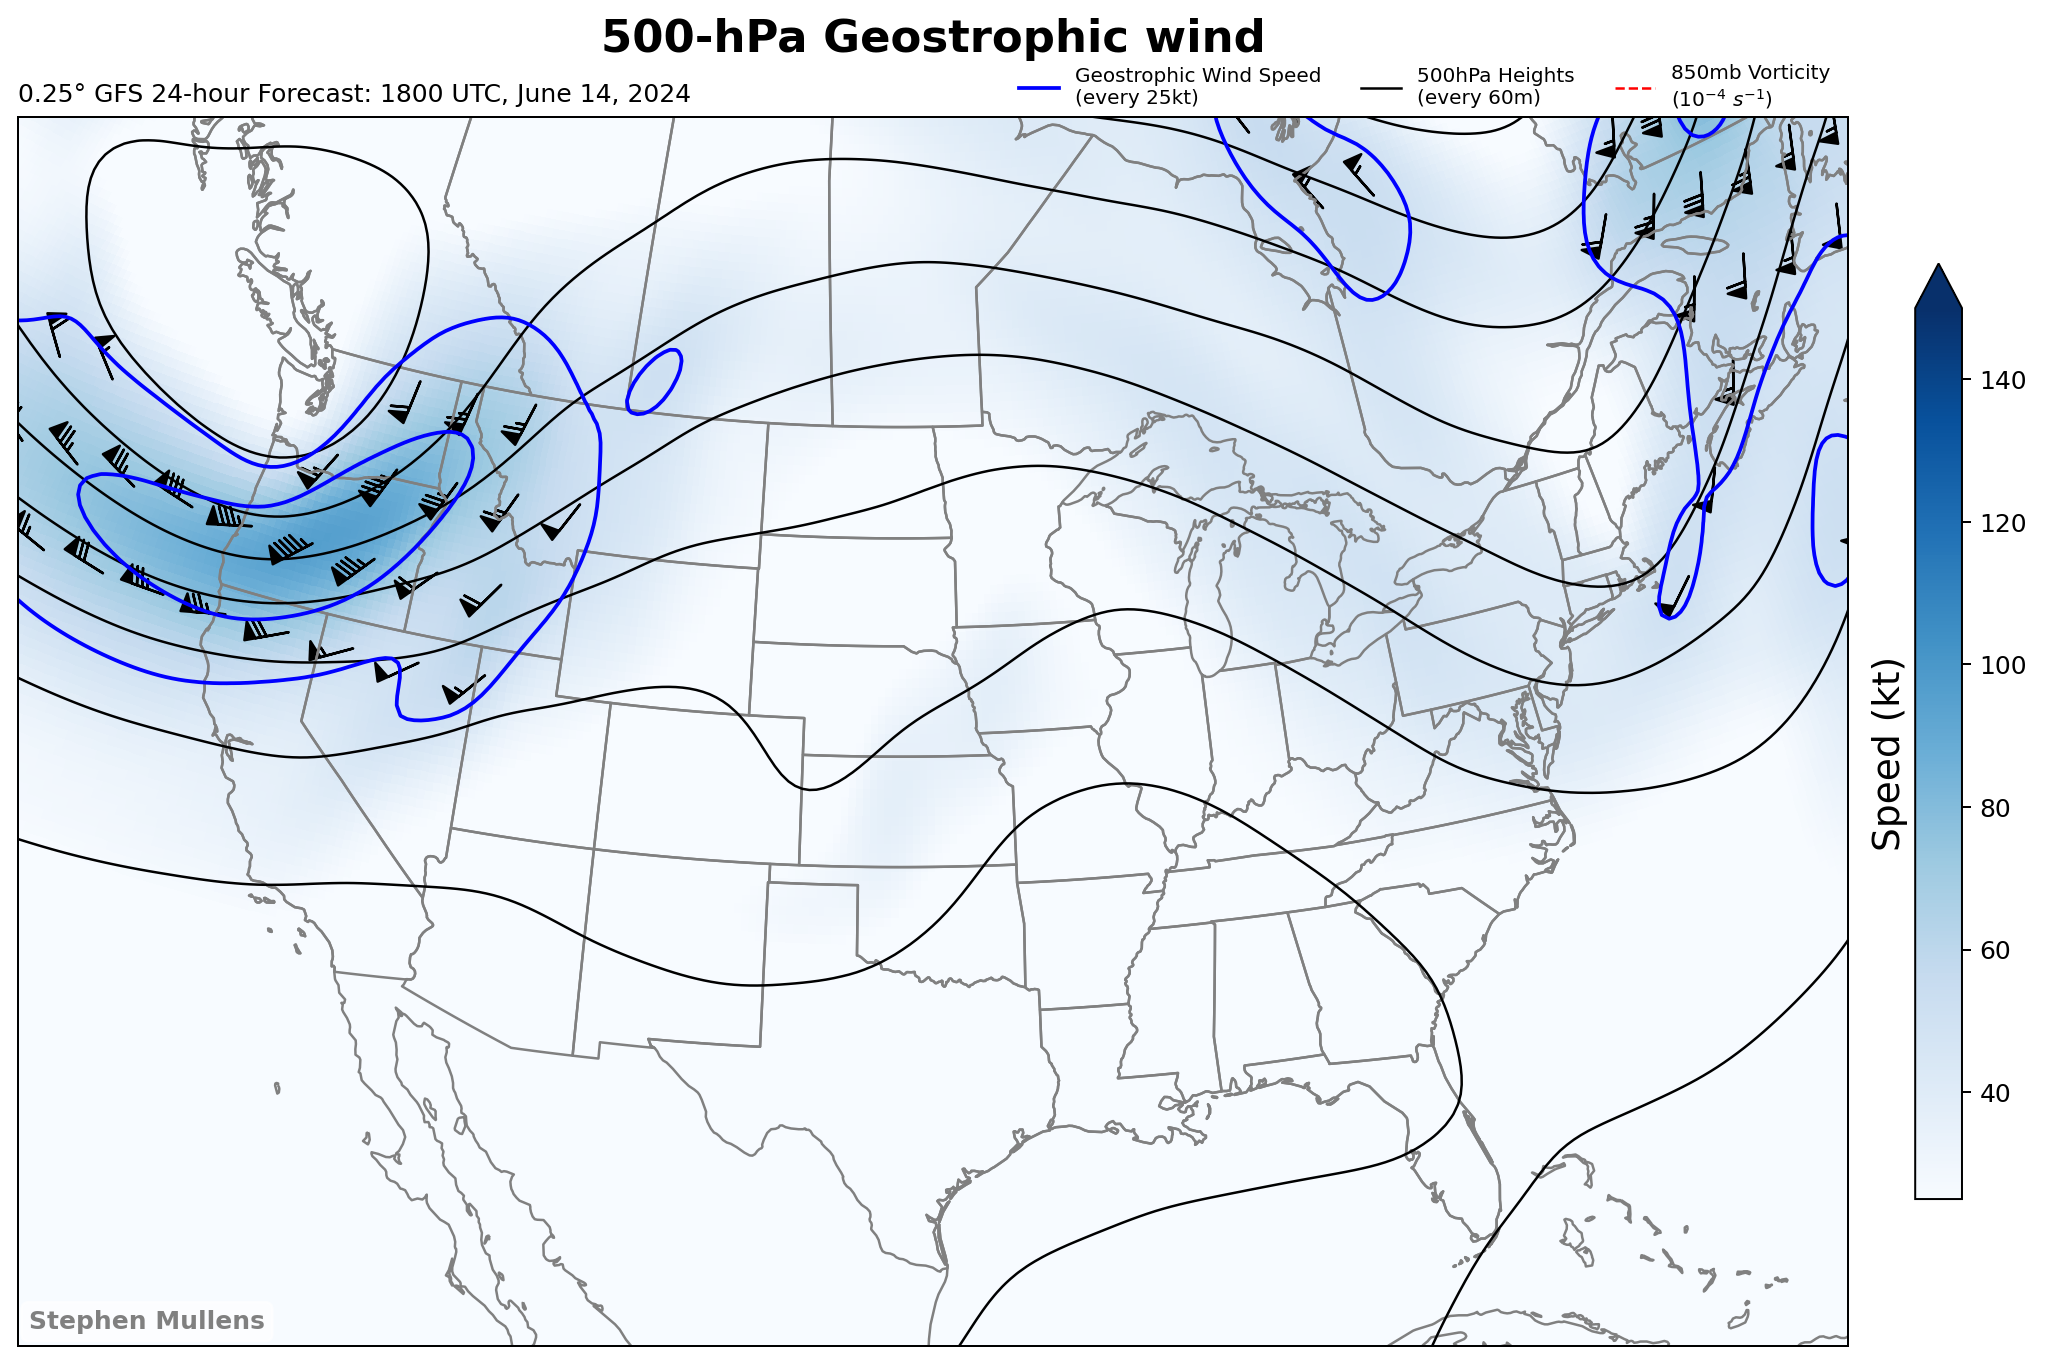 500-hPa Geostrophic wind
0.25° GFS 24-hour Forecast: 1800 UTC, June 14, 2024
Geostrophic Wind Speed
(every 25kt)
500hPa Heights
(every 60m)
850mb Vorticity
(10⁻⁴ s⁻¹)
140
120
100
80
60
40
Speed (kt)
Stephen Mullens